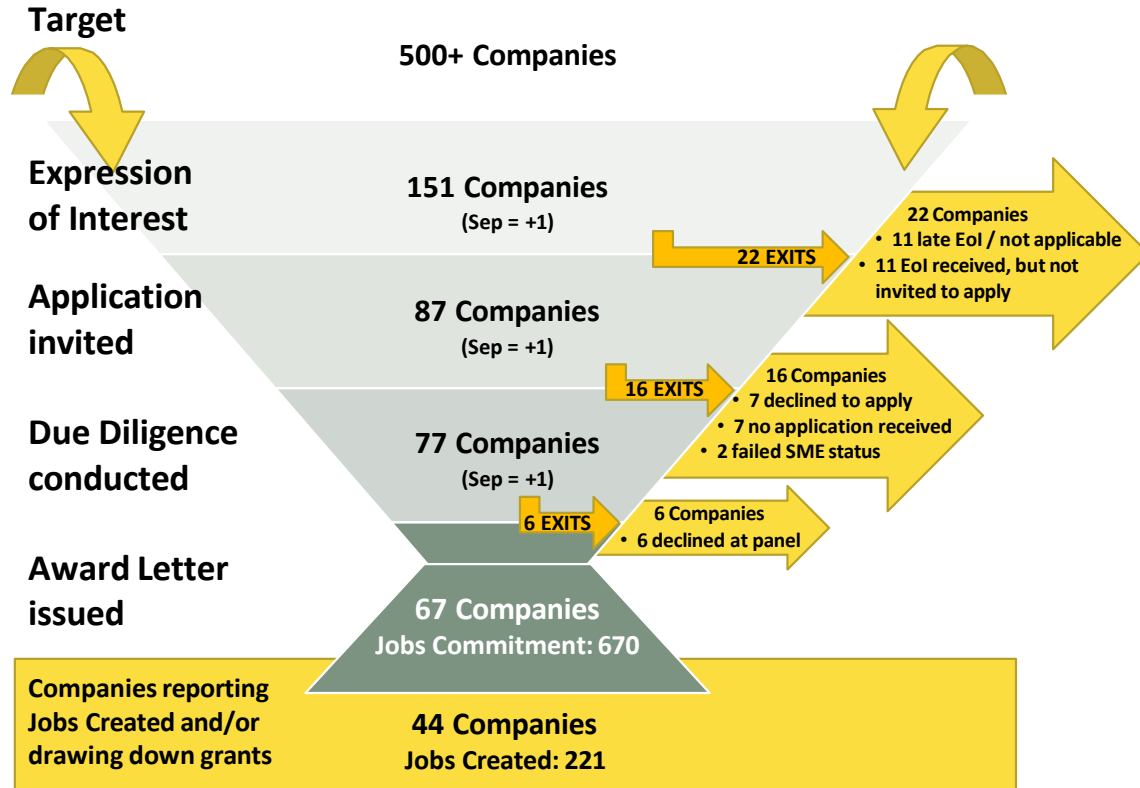 Target
500+ Companies
Expression
of Interest
151 Companies
(Sep = +1)
22 EXITS
22 Companies
• 11 late EoI / not applicable
• 11 EoI received, but not
invited to apply
Application
invited
87 Companies
(Sep = +1)
16 EXITS
16 Companies
• 7 declined to apply
• 7 no application received
• 2 failed SME status
Due Diligence
conducted
77 Companies
(Sep = +1)
6 EXITS
6 Companies
• 6 declined at panel
Award Letter
issued
67 Companies
Jobs Commitment: 670
Companies reporting
Jobs Created and/or
drawing down grants
44 Companies
Jobs Created: 221